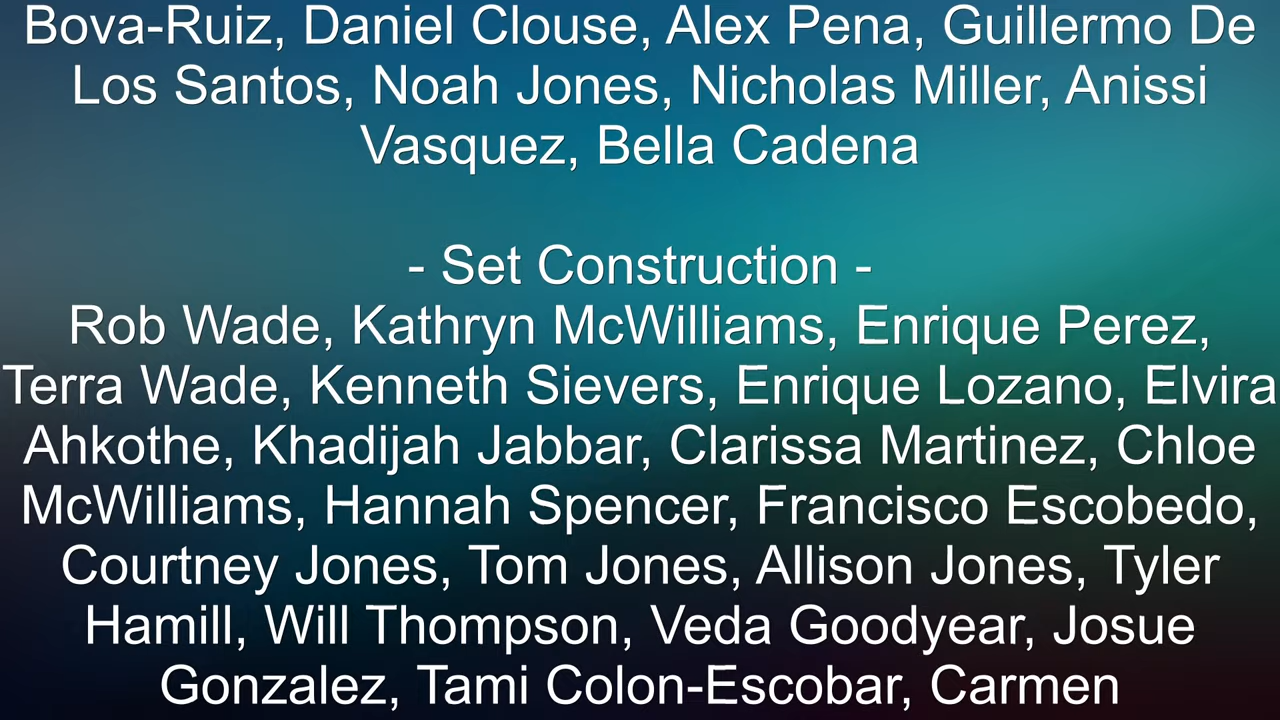 Bova-Ruiz, Daniel Clouse, Alex Pena, Guillermo De
Los Santos, Noah Jones, Nicholas Miller, Anissi
Vasquez, Bella Cadena
- Set Construction -
Rob Wade, Kathryn McWilliams, Enrique Perez,
Terra Wade, Kenneth Sievers, Enrique Lozano, Elvira
Ahkothe, Khadijah Jabbar, Clarissa Martinez, Chloe
McWilliams, Hannah Spencer, Francisco Escobedo,
Courtney Jones, Tom Jones, Allison Jones, Tyler
Hamill, Will Thompson, Veda Goodyear, Josue
Gonzalez, Tami Colon-Escobar, Carmen